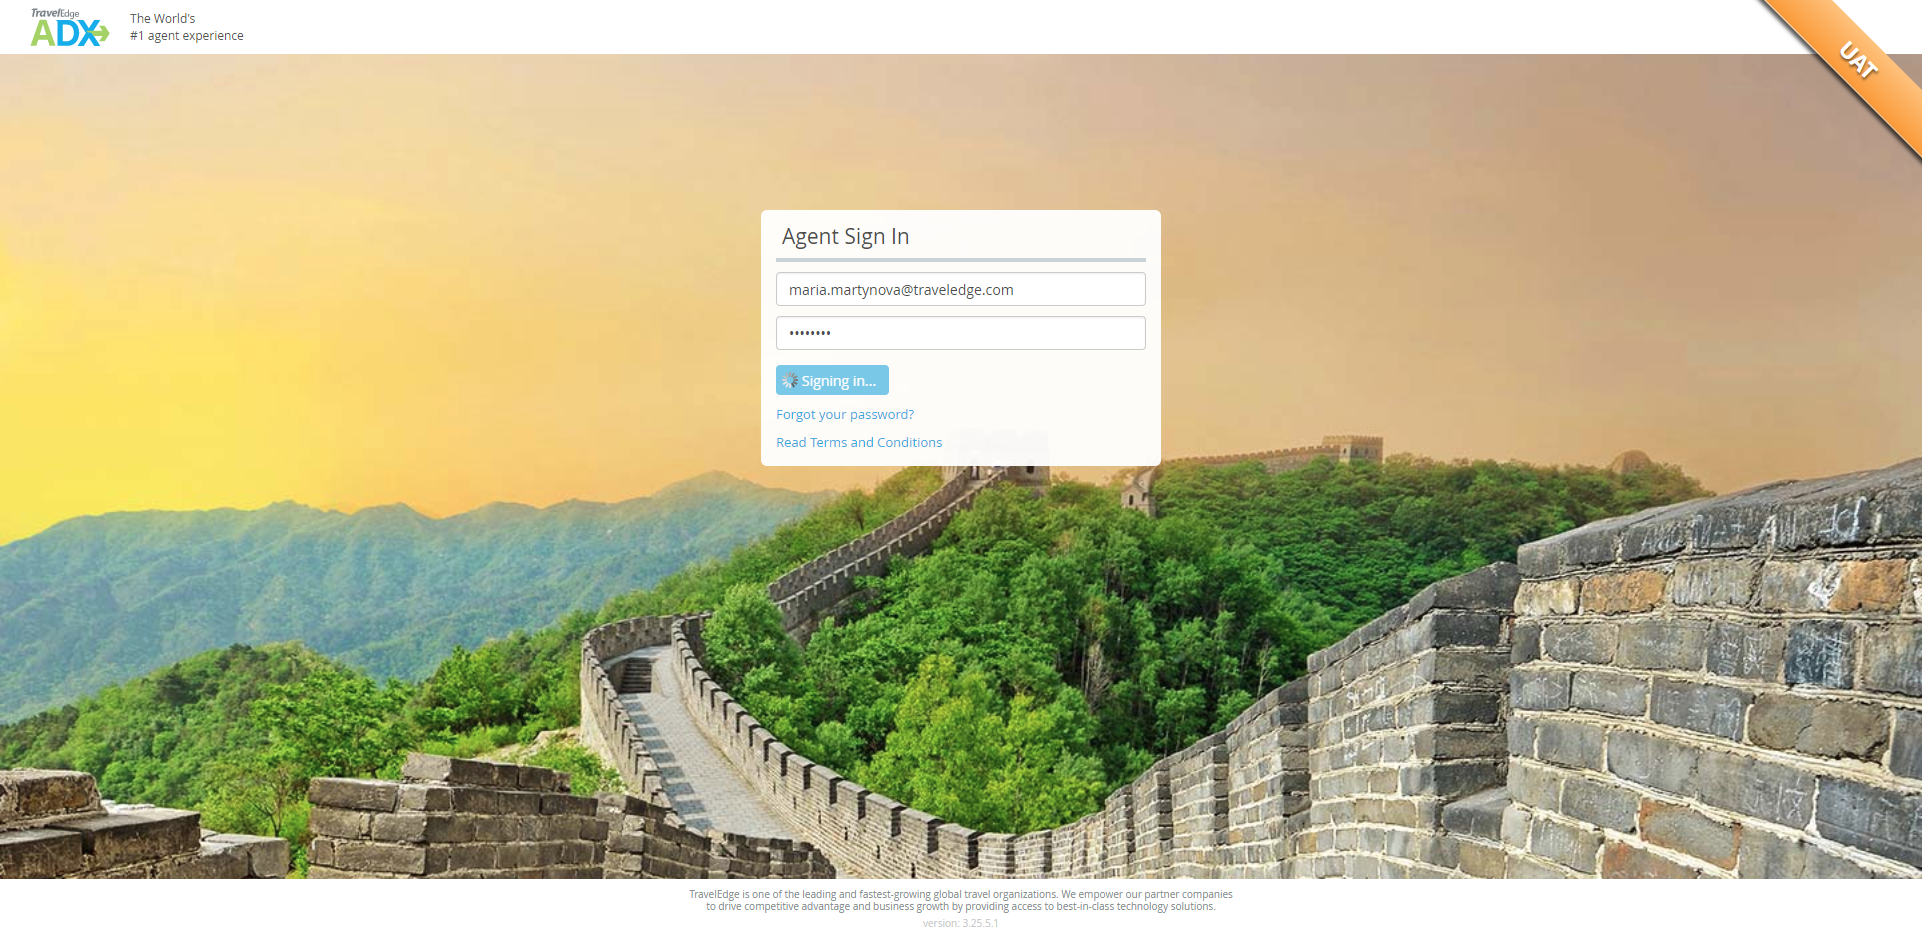 TravelEdge
ADX
The World's
#1 agent experience
UAT
Agent Sign In
maria.martynova@traveledge.com
••••••••
Signing in...
Forgot your password?
Read Terms and Conditions
TravelEdge is one of the leading and fastest-growing global travel organizations. We empower our partner companies
to drive competitive advantage and business growth by providing access to best-in-class technology solutions.
version: 3.25.5.1